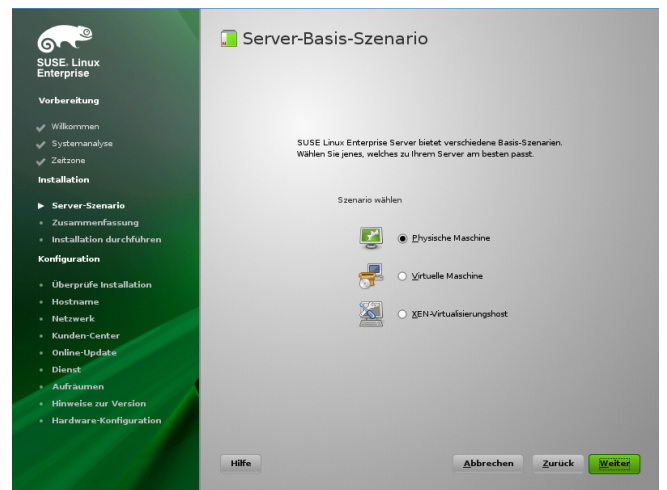 SUSE. Linux
Enterprise
Vorbereitung
Willkommen
Systemanalyse
Zeitzone
Installation
Server-Szenario
Zusammenfassung
Installation durchführen
Konfiguration
Überprüfe Installation
Hostname
Netzwerk
Kunden-Center
Online-Update
Dienst
Aufräumen
Hinweise zur Version
Hardware-Konfiguration
Server-Basis-Szenario
SUSE Linux Enterprise Server bietet verschiedene Basis-Szenarien.
Wählen Sie jenes, welches zu Ihrem Server am besten passt.
Szenario wählen
Physische Maschine
Virtuelle Maschine
XEN-Virtualisierungshost
Hilfe
Abbrechen
Zurück
Weiter